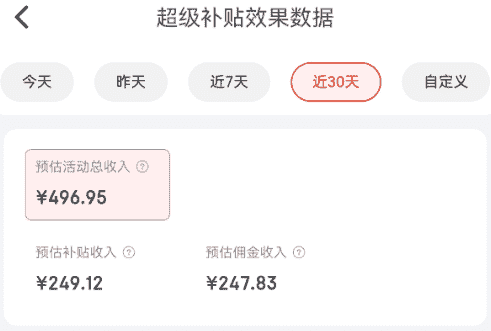 超级补贴效果数据
今天 昨天 近7天 近30天 自定义
预估活动总收入 ?
¥496.95
预估补贴收入 ? 预估佣金收入 ?
¥249.12 ¥247.83